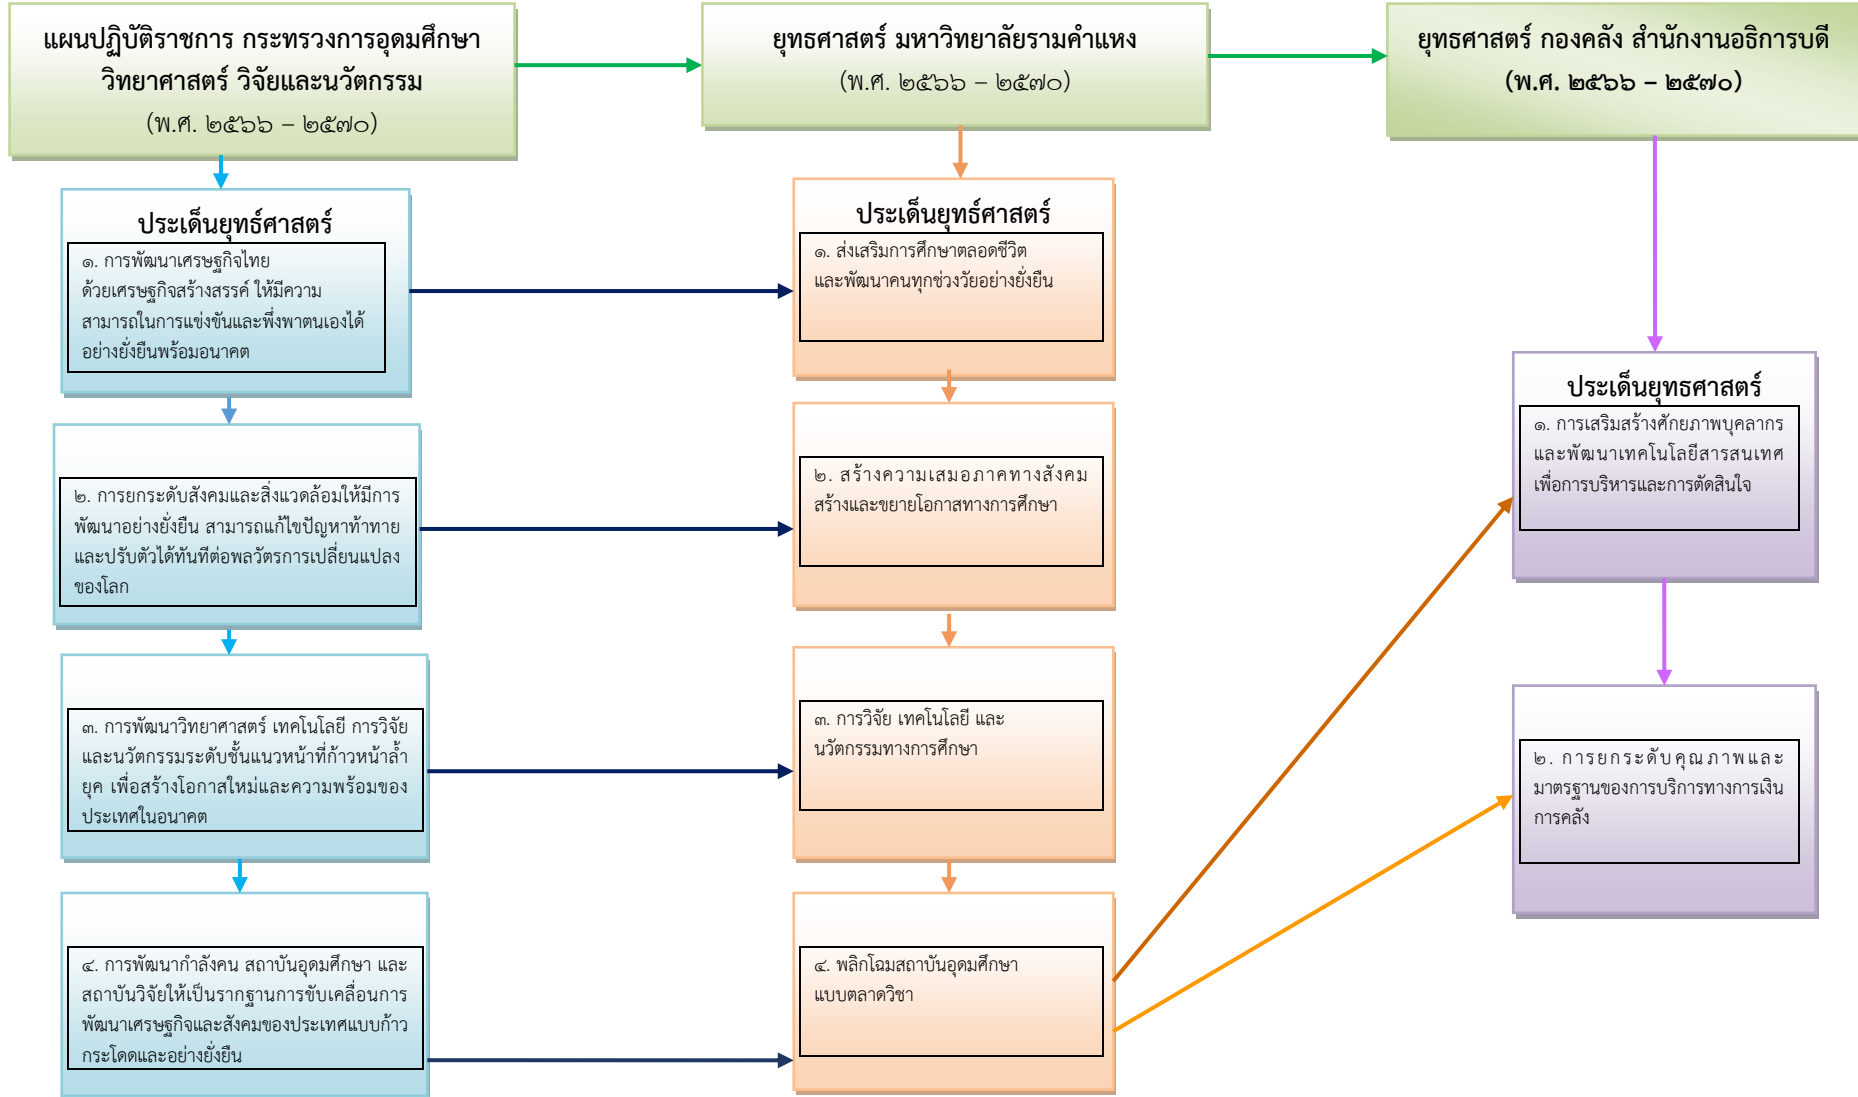 แผนปฏิบัติราชการ กระทรวงการอุดมศึกษา
วิทยาศาสตร์ วิจัยและนวัตกรรม
(พ.ศ. ๒๕๖๖ – ๒๕๗๐)
ประเด็นยุทธ์ศาสตร์
๑. การพัฒนาเศรษฐกิจไทย
ด้วยเศรษฐกิจสร้างสรรค์ ให้มีความ
สามารถในการแข่งขันและพึ่งพาตนเองได้
อย่างยั่งยืนพร้อมอนาคต
๒. การยกระดับสังคมและสิ่งแวดล้อมให้มีการ
พัฒนาอย่างยั่งยืน สามารถแก้ไขปัญหาท้าทาย
และปรับตัวได้ทันทีต่อพลวัตรการเปลี่ยนแปลง
ของโลก
๓. การพัฒนาวิทยาศาสตร์ เทคโนโลยี การวิจัย
และนวัตกรรมระดับชั้นแนวหน้าที่ก้าวหน้าล้ำ
ยุค เพื่อสร้างโอกาสใหม่และความพร้อมของ
ประเทศในอนาคต
๔. การพัฒนากำลังคน สถาบันอุดมศึกษา และ
สถาบันวิจัยให้เป็นรากฐานการขับเคลื่อนการ
พัฒนาเศรษฐกิจและสังคมของประเทศแบบก้าว
กระโดดและอย่างยั่งยืน
ยุทธศาสตร์ มหาวิทยาลัยรามคำแหง
(พ.ศ. ๒๕๖๖ – ๒๕๗๐)
ประเด็นยุทธ์ศาสตร์
๑. ส่งเสริมการศึกษาตลอดชีวิต
และพัฒนาคนทุกช่วงวัยอย่างยั่งยืน
๒. สร้างความเสมอภาคทางสังคม
สร้างและขยายโอกาสทางการศึกษา
๓. การวิจัย เทคโนโลยี และ
นวัตกรรมทางการศึกษา
๔. พลิกโฉมสถาบันอุดมศึกษา
แบบตลาดวิชา
ยุทธศาสตร์ กองคลัง สำนักงานอธิการบดี
(พ.ศ. ๒๕๖๖ – ๒๕๗๐)
ประเด็นยุทธศาสตร์
๑. การเสริมสร้างศักยภาพบุคลากร
และพัฒนาเทคโนโลยีสารสนเทศ
เพื่อการบริหารและการตัดสินใจ
๒. การยกระดับคุณภาพและ
มาตรฐานของการบริการทางการเงิน
การคลัง